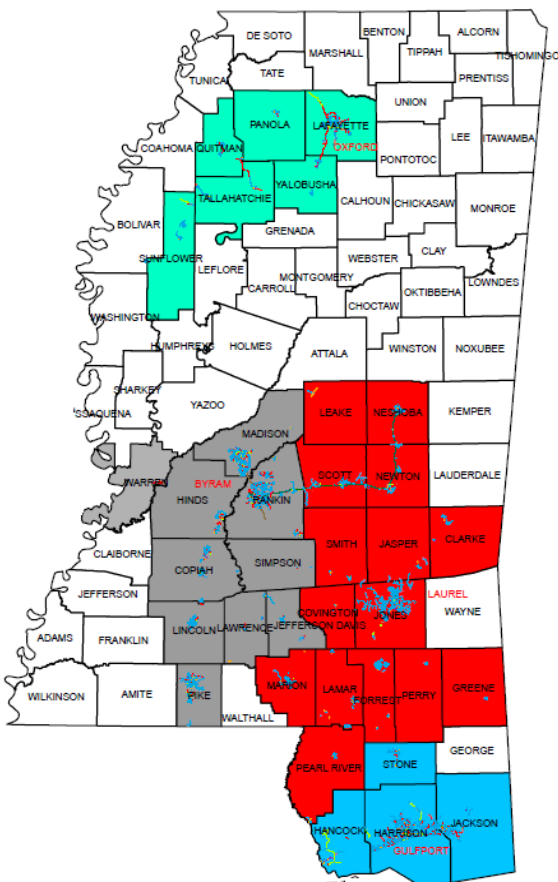 DE SOTO
BENTON
ALCORN
MARSHALL
TIPPAH
TISHOMINGO
TUNICA
TATE
PRENTISS
UNION
PANOLA
LAFAYETTE
LEE
ITAWAMBA
COAHOMA
QUITMAN
OXFORD
PONTOTOC
TALLAHATCHIE
YALOBUSHA
CALHOUN
CHICKASAW
MONROE
BOLIVAR
GRENADA
SUNFLOWER
LEFLORE
WEBSTER
CLAY
MONTGOMERY
CARROLL
OKTIBBEHA
LOWNDES
CHOCTAW
WASHINGTON
HUMPHREYS
HOLMES
ATTALA
WINSTON
NOXUBEE
SHARKEY
YAZOO
SSAQUENA
LEAKE
NESHOBA
KEMPER
MADISON
WARREN
BYRAM
SCOTT
NEWTON
LAUDERDALE
HINDS
RANKIN
CLAIBORNE
SMITH
JASPER
CLARKE
COPIAH
SIMPSON
JEFFERSON
LAUREL
COVINGTON
JONES
WAYNE
ADAMS
FRANKLIN
LINCOLN
LAWRENCE
JEFFERSON DAVIS
WILKINSON
AMITE
PIKE
WALTHALL
MARION
LAMAR
FORREST
PERRY
GREENE
PEARL RIVER
STONE
GEORGE
HANCOCK
HARRISON
JACKSON
GULFPORT